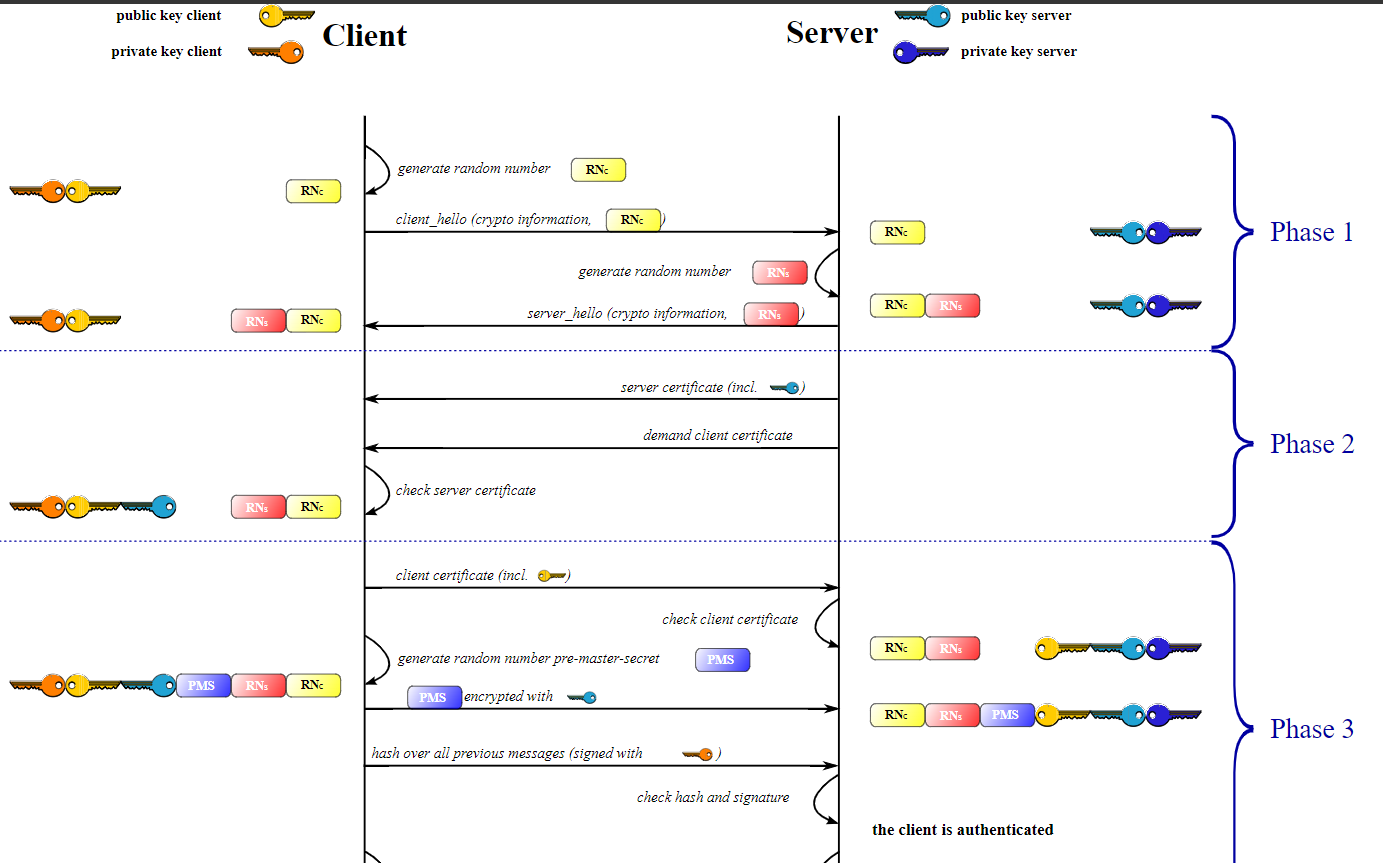 public key client
private key client
Client
Server
public key server
private key server
generate random number RNc
RNc
client_hello (crypto information, RNc)
RNc
Phase 1
generate random number RNs
RNc RNs
server_hello (crypto information, RNs)
RNs RNc
server certificate (incl. )
demand client certificate
Phase 2
check server certificate
RNs RNc
client certificate (incl. )
check client certificate
RNc RNs
generate random number pre-master-secret PMS
PMS RNs RNc
PMS encrypted with
RNc RNs PMS
Phase 3
hash over all previous messages (signed with )
check hash and signature
the client is authenticated